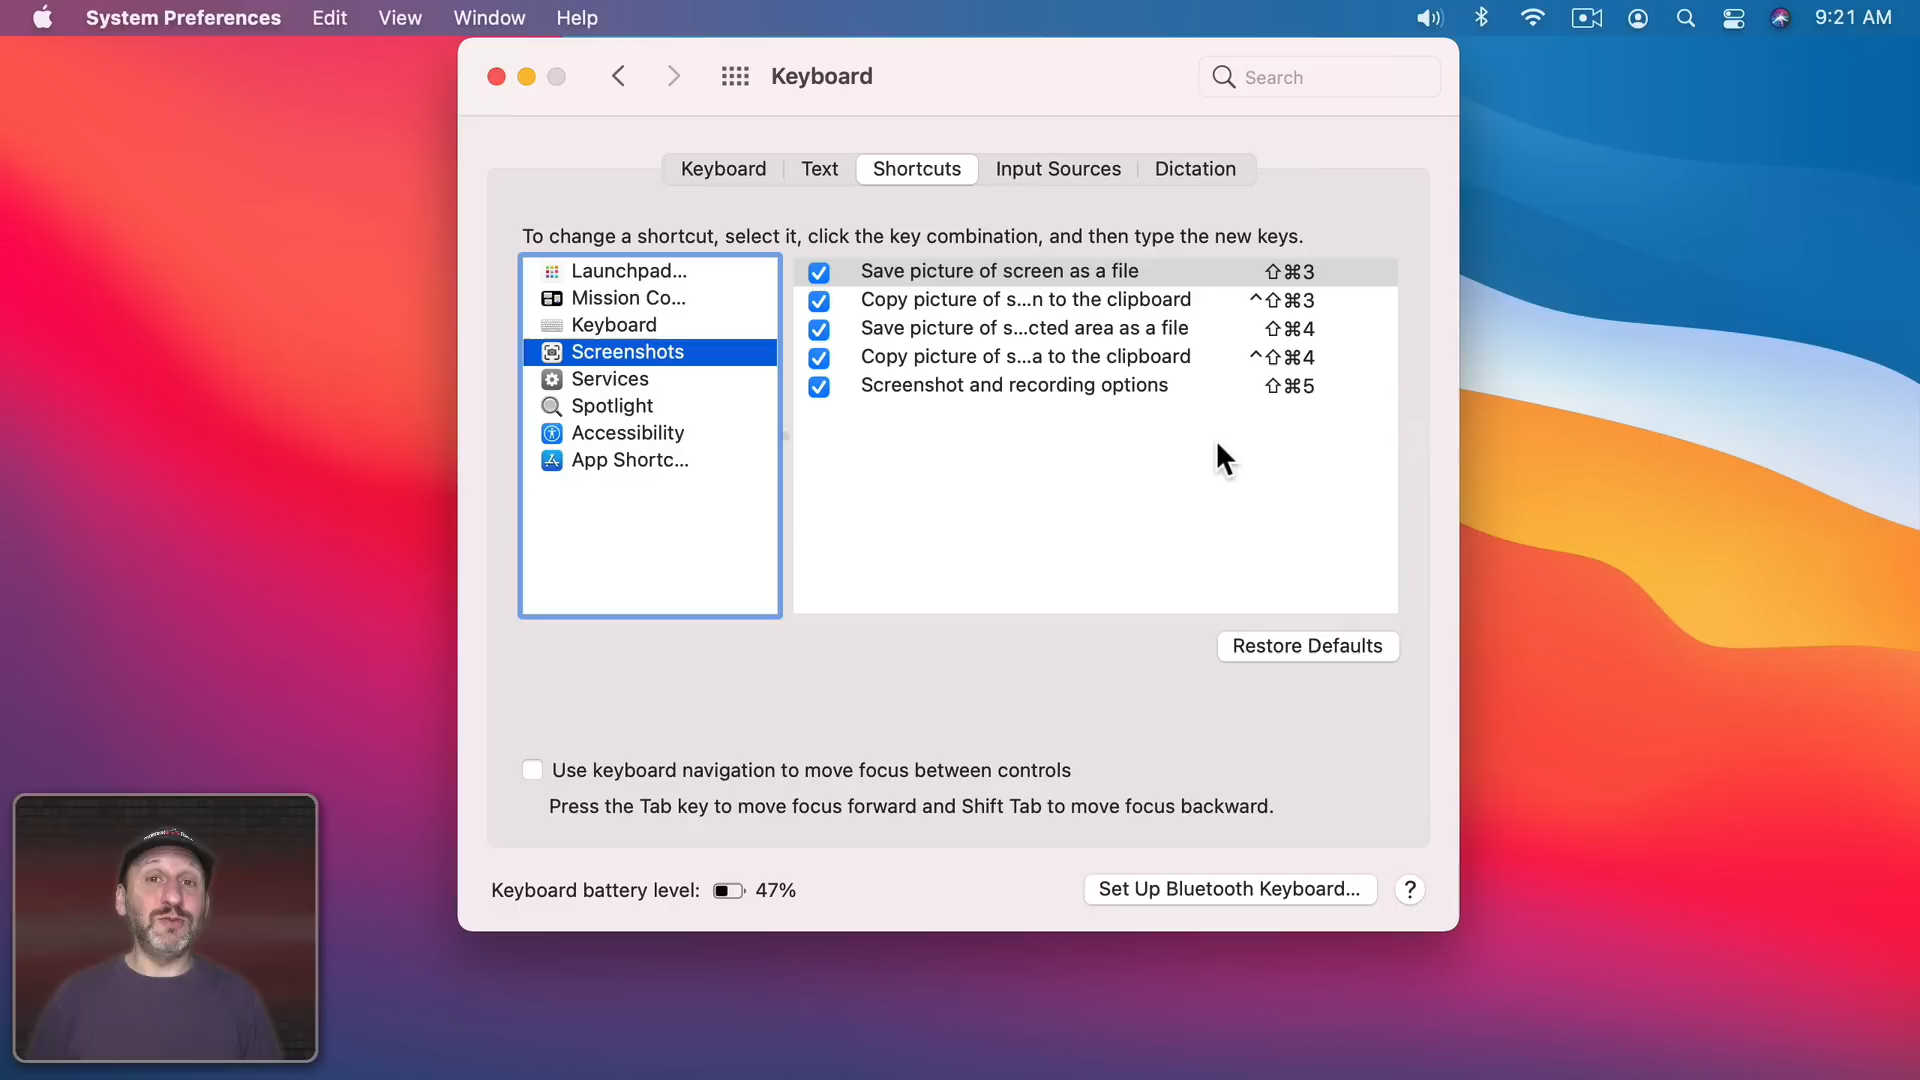 System Preferences Edit View Window Help 9:21 AM
Keyboard
Search
Keyboard Text Shortcuts Input Sources Dictation
To change a shortcut, select it, click the key combination, and then type the new keys.
Launchpad...
Mission Co...
Keyboard
Screenshots
Services
Spotlight
Accessibility
App Shortc...
Save picture of screen as a file ⇧⌘3
Copy picture of s...n to the clipboard ^⇧⌘3
Save picture of s...cted area as a file ⇧⌘4
Copy picture of s...a to the clipboard ^⇧⌘4
Screenshot and recording options ⇧⌘5
Restore Defaults
Use keyboard navigation to move focus between controls
Press the Tab key to move focus forward and Shift Tab to move focus backward.
Keyboard battery level: 47%
Set Up Bluetooth Keyboard... ?